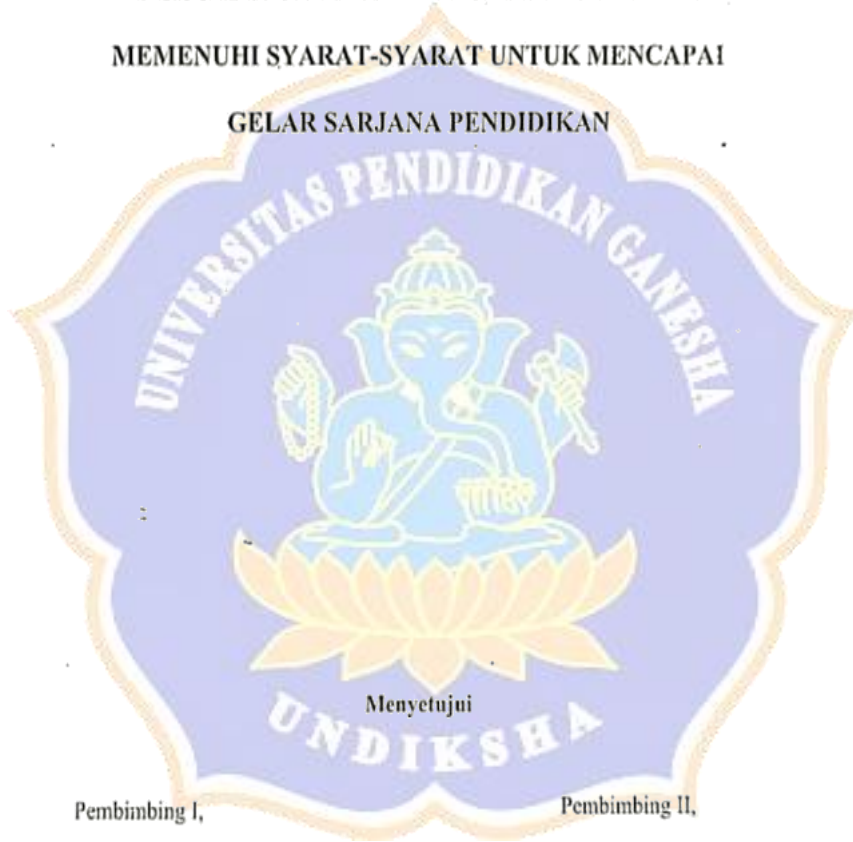 MEMENUHI SYARAT-SYARAT UNTUK MENCAPAI
GELAR SARJANA PENDIDIKAN
UNIVERSITAS PENDIDIKAN GANESHA
Menyetujui
UNDIKSHA
Pembimbing I,
Pembimbing II,